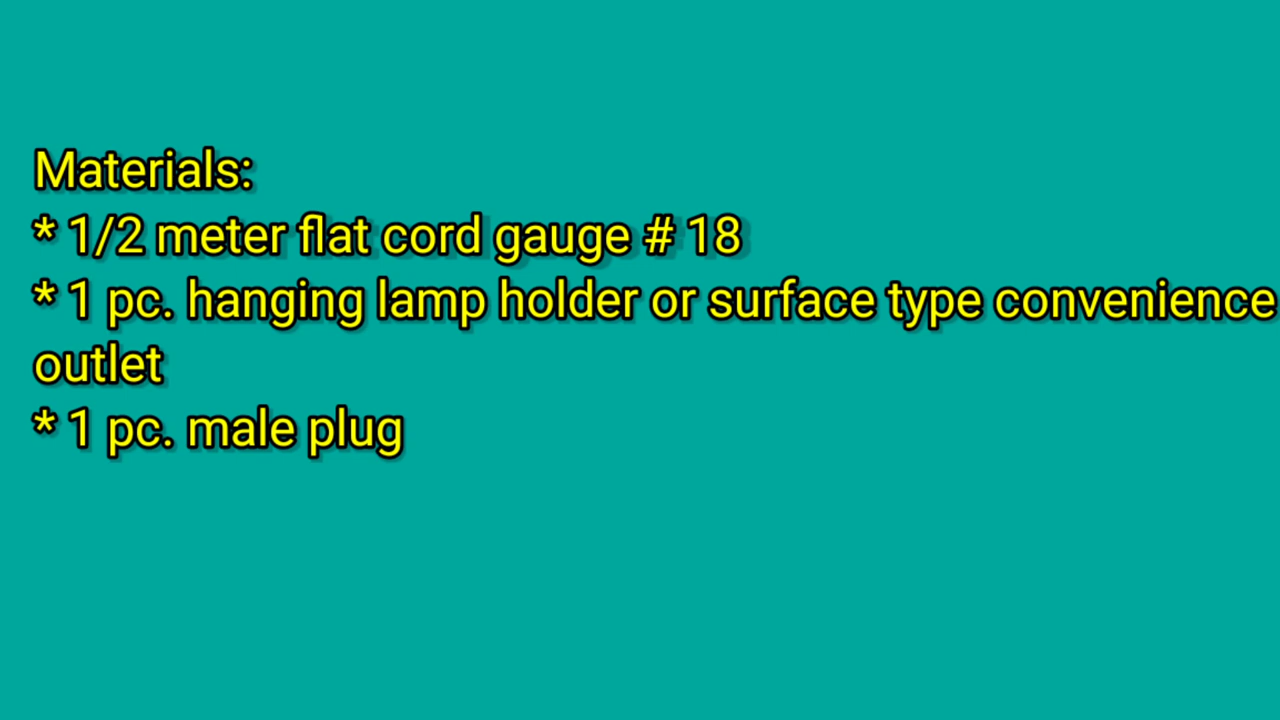 Materials:
* 1/2 meter flat cord gauge # 18
* 1 pc. hanging lamp holder or surface type convenience
outlet
* 1 pc. male plug